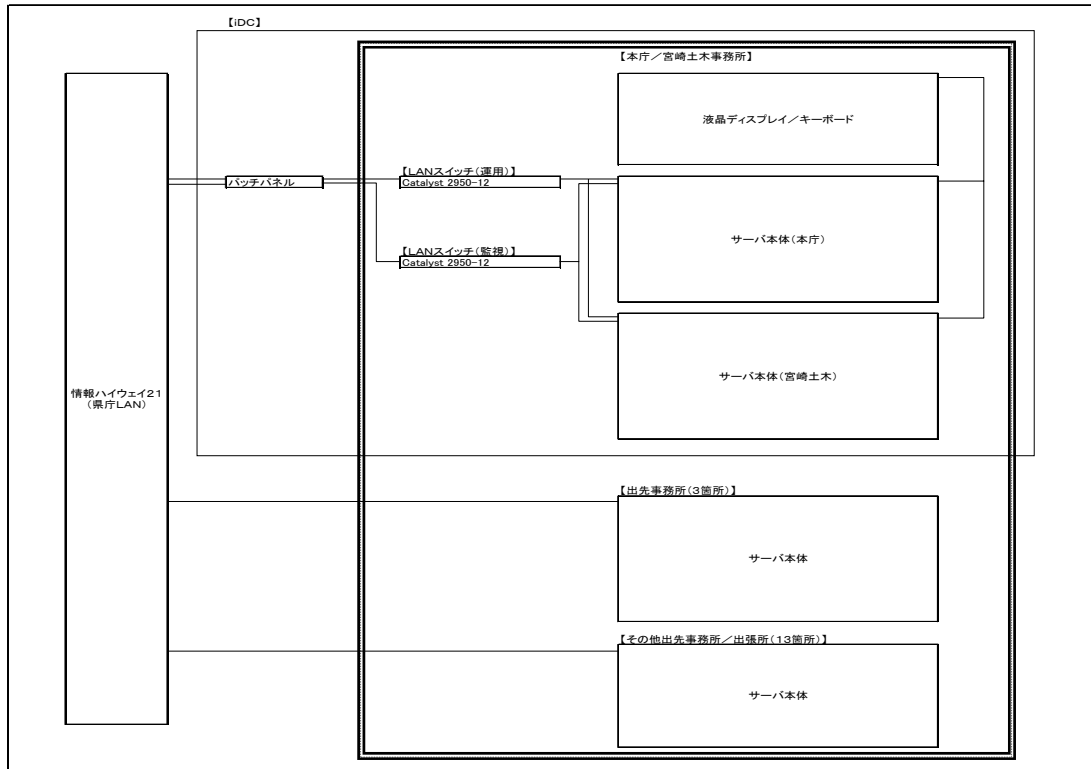 【iDC】
【本庁／宮崎土木事務所】
液晶ディスプレイ／キーボード
【LANスイッチ(運用)】
パッチパネル
Catalyst 2950-12
サーバ本体(本庁)
【LANスイッチ(監視)】
Catalyst 2950-12
サーバ本体(宮崎土木)
情報ハイウェイ21
(県庁LAN)
【出先事務所(3箇所)】
サーバ本体
【その他出先事務所／出張所(13箇所)】
サーバ本体